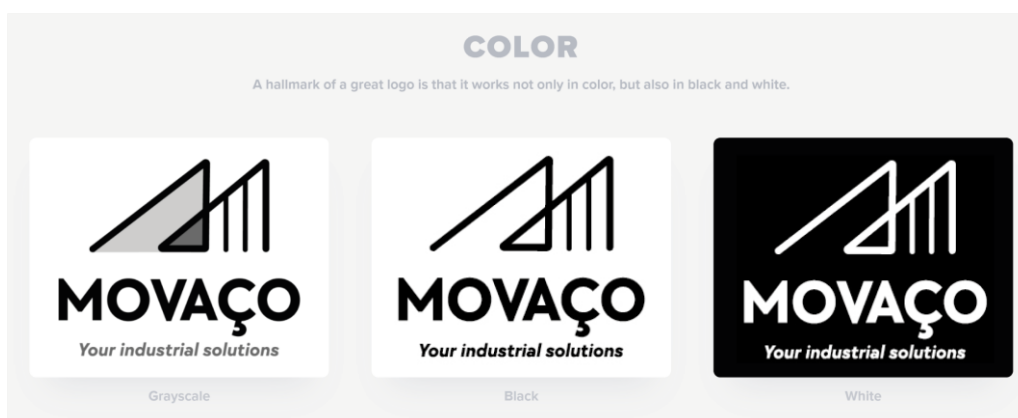 COLOR
A hallmark of a great logo is that it works not only in color, but also in black and white.
MOVAÇO
Your industrial solutions
Grayscale
MOVAÇO
Your industrial solutions
Black
MOVAÇO
Your industrial solutions
White